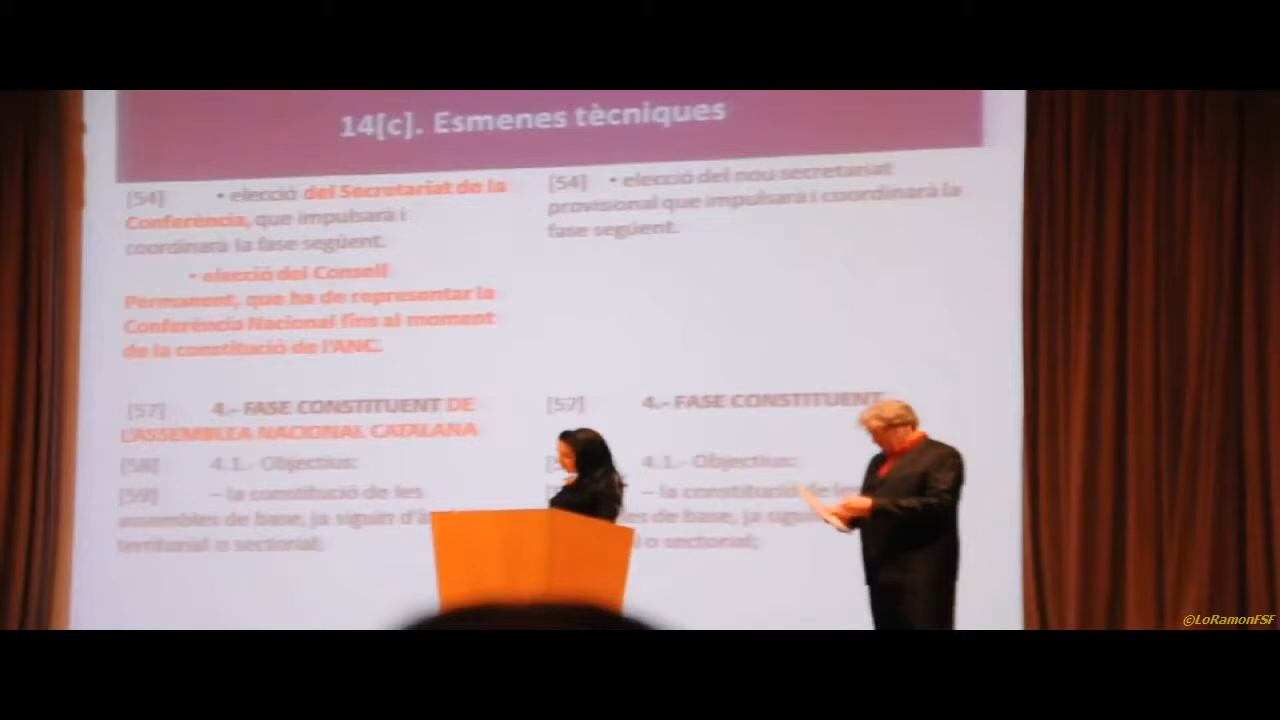 14[c]. Esmenes tècniques
[54] • elecció del Secretariat de la
Conferència, que impulsarà i
coordinarà la fase següent.
• elecció del Consell
Permanent, que ha de representar la
Conferència Nacional fins al moment
de la constitució de l'ANC.
[57] 4.- FASE CONSTITUENT DE
L'ASSEMBLEA NACIONAL CATALANA
[58] 4.1.- Objectius:
[59] – la constitució de les
assemblees de base, ja siguin d'à
territorial o sectorial;
[54] • elecció del nou secretariat
provisional que impulsarà i coordinarà la
fase següent.
[57] 4.- FASE CONSTITUENT
4.1.- Objectius:
– la constitució de les
es de base, ja
o sectorial;
©LoRamonFSF